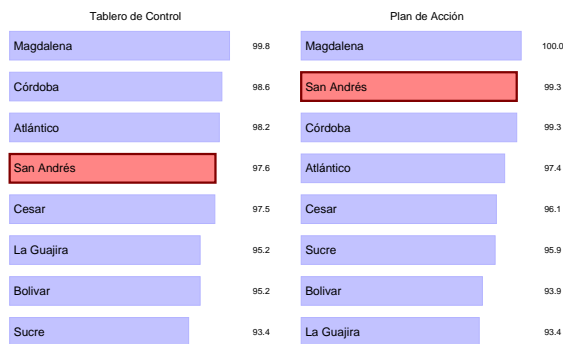 Tablero de Control
Magdalena 99.8
Córdoba 98.6
Atlántico 98.2
San Andrés 97.6
Cesar 97.5
La Guajira 95.2
Bolivar 95.2
Sucre 93.4
Plan de Acción
Magdalena 100.0
San Andrés 99.3
Córdoba 99.3
Atlántico 97.4
Cesar 96.1
Sucre 95.9
Bolivar 93.9
La Guajira 93.4